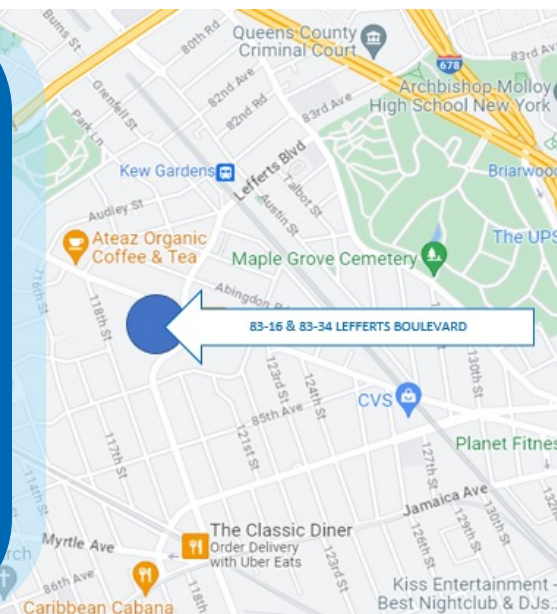 Burns St
80th Rd
Queens County
Criminal Court
678
83rd Av
Grenfell St
82nd Ave
82nd Rd
83rd Ave
Archbishop Molloy
High School New York
Park Ln
Kew Gardens
Lefferts Blvd
Talbot St
Austin St
Briarwood
Audley St
Ateaz Organic
Coffee & Tea
The UPS
Maple Grove Cemetery
116th St
118th St
Abingdon
83-16 & 83-34 LEFFERTS BOULEVARD
123rd St
124th St
130th St
CVS
85th Ave
117th St
121st St
Planet Fitnes
127th St
114th St
Jamaica Ave
132n
The Classic Diner
Order Delivery
with Uber Eats
Myrtle Ave
126th St
129th St
130th St
123rd St
rch
86th Ave
118th
Kiss Entertainment -
Best Nightclub & DJs
Caribbean Cabana